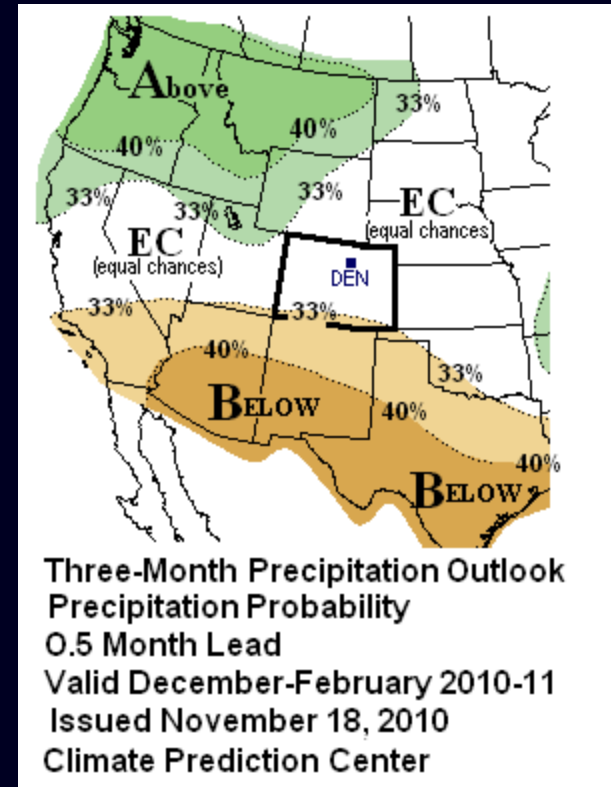 Above
33%
40%
40%
33%
33%
33%
EC
(equal chances)
EC
(equal chances)
DEN
33%
33%
40%
33%
BELOW
40%
40%
BELOW
Three-Month Precipitation Outlook
Precipitation Probability
0.5 Month Lead
Valid December-February 2010-11
Issued November 18, 2010
Climate Prediction Center